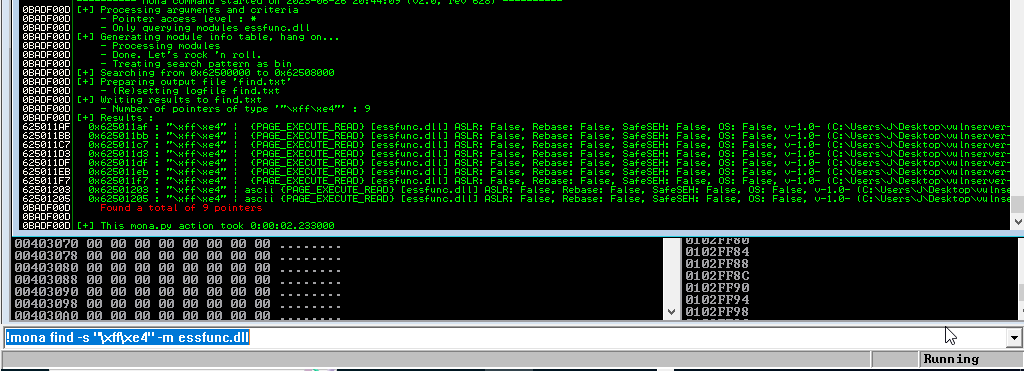 ---------- Mona command started on 2023-06-26 20:44:09 (v2.0, rev 628) ----------
0BADF00D [+] Processing arguments and criteria
0BADF00D - Pointer access level : *
0BADF00D - Only querying modules essfunc.dll
0BADF00D [+] Generating module info table, hang on...
0BADF00D - Processing modules
0BADF00D - Done. Let's rock 'n roll.
0BADF00D - Treating search pattern as bin
0BADF00D [+] Searching from 0x62500000 to 0x62508000
0BADF00D [+] Preparing output file 'find.txt'
0BADF00D - (Re)setting logfile find.txt
0BADF00D [+] Writing results to find.txt
0BADF00D - Number of pointers of type '"\xff\xe4"' : 9
0BADF00D [+] Results :
625011AF 0x625011af : "\xff\xe4" | {PAGE_EXECUTE_READ} [essfunc.dll] ASLR: False, Rebase: False, SafeSEH: False, OS: False, v-1.0- (C:\Users\J\Desktop\vulnserver-
625011BB 0x625011bb : "\xff\xe4" | {PAGE_EXECUTE_READ} [essfunc.dll] ASLR: False, Rebase: False, SafeSEH: False, OS: False, v-1.0- (C:\Users\J\Desktop\vulnserver-
625011C7 0x625011c7 : "\xff\xe4" | {PAGE_EXECUTE_READ} [essfunc.dll] ASLR: False, Rebase: False, SafeSEH: False, OS: False, v-1.0- (C:\Users\J\Desktop\vulnserver-
625011D3 0x625011d3 : "\xff\xe4" | {PAGE_EXECUTE_READ} [essfunc.dll] ASLR: False, Rebase: False, SafeSEH: False, OS: False, v-1.0- (C:\Users\J\Desktop\vulnserver-
625011DF 0x625011df : "\xff\xe4" | {PAGE_EXECUTE_READ} [essfunc.dll] ASLR: False, Rebase: False, SafeSEH: False, OS: False, v-1.0- (C:\Users\J\Desktop\vulnserver-
625011EB 0x625011eb : "\xff\xe4" | {PAGE_EXECUTE_READ} [essfunc.dll] ASLR: False, Rebase: False, SafeSEH: False, OS: False, v-1.0- (C:\Users\J\Desktop\vulnserver-
625011F7 0x625011f7 : "\xff\xe4" | {PAGE_EXECUTE_READ} [essfunc.dll] ASLR: False, Rebase: False, SafeSEH: False, OS: False, v-1.0- (C:\Users\J\Desktop\vulnserver-
62501203 0x62501203 : "\xff\xe4" | ascii {PAGE_EXECUTE_READ} [essfunc.dll] ASLR: False, Rebase: False, SafeSEH: False, OS: False, v-1.0- (C:\Users\J\Desktop\vulnse
62501205 0x62501205 : "\xff\xe4" | ascii {PAGE_EXECUTE_READ} [essfunc.dll] ASLR: False, Rebase: False, SafeSEH: False, OS: False, v-1.0- (C:\Users\J\Desktop\vulnse
0BADF00D Found a total of 9 pointers
0BADF00D
0BADF00D [+] This mona.py action took 0:00:02.233000
00403070 00 00 00 00 00 00 00 00 ........
00403078 00 00 00 00 00 00 00 00 ........
00403080 00 00 00 00 00 00 00 00 ........
00403088 00 00 00 00 00 00 00 00 ........
00403090 00 00 00 00 00 00 00 00 ........
00403098 00 00 00 00 00 00 00 00 ........
004030A0 00 00 00 00 00 00 00 00 ........
0102FF80
0102FF84
0102FF88
0102FF8C
0102FF90
0102FF94
0102FF98
!mona find -s "\xff\xe4" -m essfunc.dll
Running